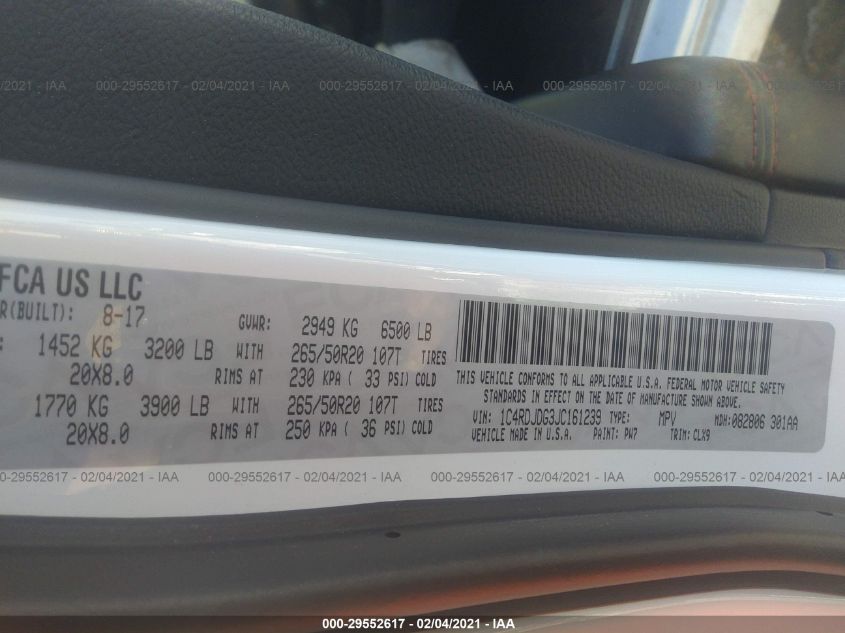 000-29552617 - 02/04/2021 - IAA 000-29552617 - 02/04/2021 - IAA 000-29552617 - 02/04/2021 - IAA
FCA US LLC
R(BUILT): 8-17 GVWR: 2949 KG 6500 LB
: 1452 KG 3200 LB WITH 265/50R20 107T TIRES
20X8.0 RIMS AT 230 KPA ( 33 PSI) COLD
1770 KG 3900 LB WITH 265/50R20 107T TIRES
20X8.0 RIMS AT 250 KPA ( 36 PSI) COLD
THIS VEHICLE CONFORMS TO ALL APPLICABLE U.S.A. FEDERAL MOTOR VEHICLE SAFETY
STANDARDS IN EFFECT ON THE DATE OF MANUFACTURE SHOWN ABOVE.
VIN: 1C4RDJDG3JC161239 TYPE: MPV MDH: 082806 301AA
VEHICLE MADE IN U.S.A. PAINT: PW7 TRIM: CLX9
02/04/2021 - IAA 000-29552617 - 02/04/2021 - IAA 000-29552617 - 02/04/2021 - IAA 000-29552617 - 02/04/2021 - IAA
000-29552617 - 02/04/2021 - IAA